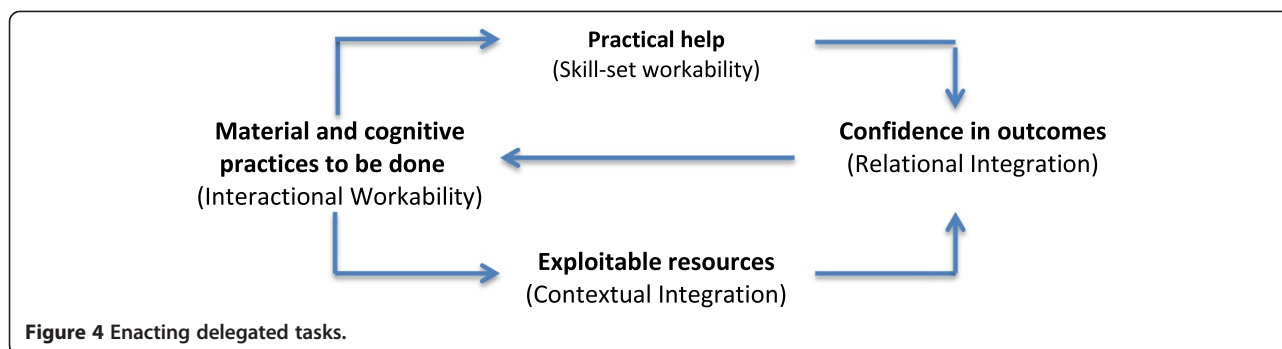 Practical help
(Skill-set workability)
Material and cognitive
practices to be done
(Interactional Workability)
Confidence in outcomes
(Relational Integration)
Exploitable resources
(Contextual Integration)
Figure 4 Enacting delegated tasks.